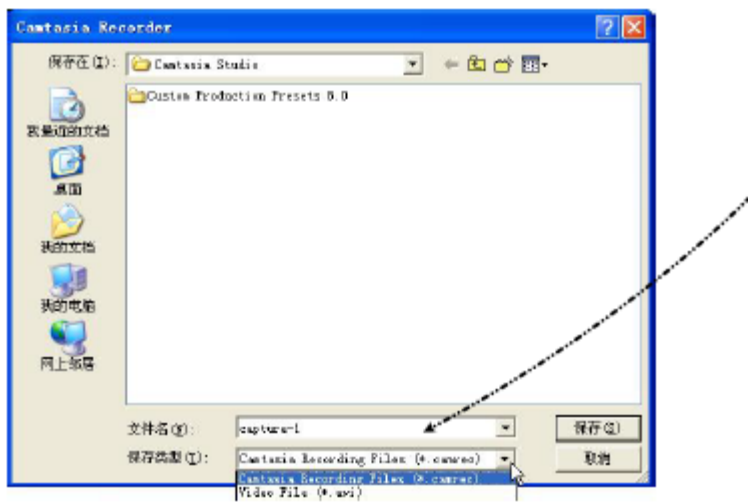 Camtasia Recorder
保存在(I):
Camtasia Studio
Custom Production Presets 5.0
我最近的文档
桌面
我的文档
我的电脑
网上邻居
文件名(N):
capture-1
保存(S)
保存类型(T):
Camtasia Recording Files (*.camrec)
取消
Camtasia Recording Files (*.camrec)
Video File (*.avi)